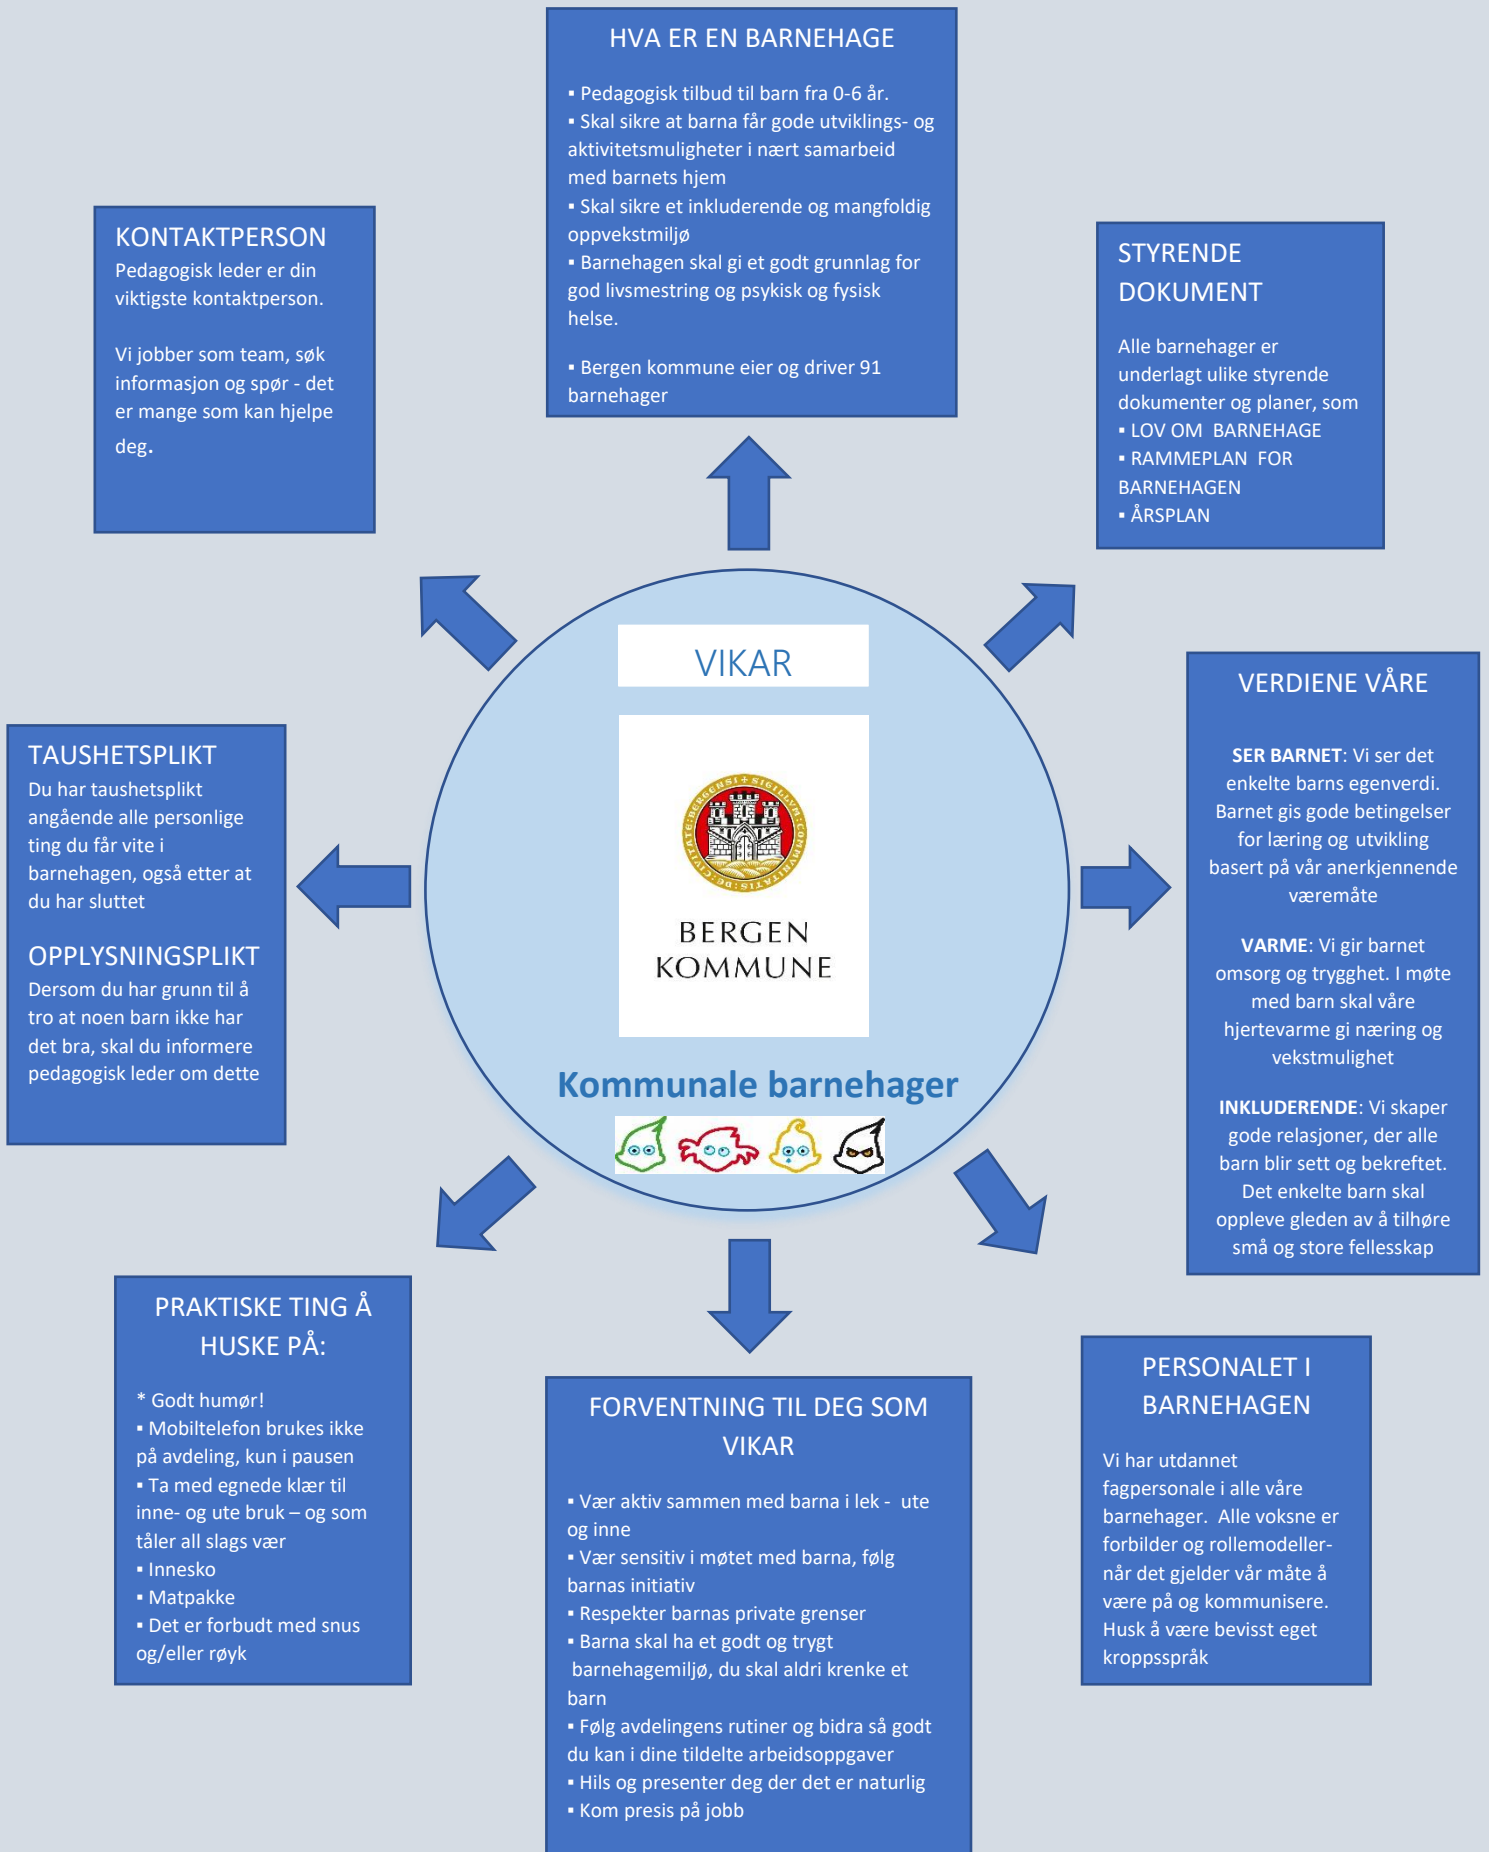 HVA ER EN BARNEHAGE
▪ Pedagogisk tilbud til barn fra 0-6 år.
▪ Skal sikre at barna får gode utviklings- og
aktivitetsmuligheter i nært samarbeid
med barnets hjem
▪ Skal sikre et inkluderende og mangfoldig
oppvekstmiljø
▪ Barnehagen skal gi et godt grunnlag for
god livsmestring og psykisk og fysisk
helse.
▪ Bergen kommune eier og driver 91
barnehager
KONTAKTPERSON
Pedagogisk leder er din
viktigste kontaktperson.
Vi jobber som team, søk
informasjon og spør - det
er mange som kan hjelpe
deg.
STYRENDE
DOKUMENT
Alle barnehager er
underlagt ulike styrende
dokumenter og planer, som
▪ LOV OM BARNEHAGE
▪ RAMMEPLAN FOR
BARNEHAGEN
▪ ÅRSPLAN
VIKAR
BERGEN
KOMMUNE
Kommunale barnehager
TAUSHETSPLIKT
Du har taushetsplikt
angående alle personlige
ting du får vite i
barnehagen, også etter at
du har sluttet
OPPLYSNINGSPLIKT
Dersom du har grunn til å
tro at noen barn ikke har
det bra, skal du informere
pedagogisk leder om dette
VERDIENE VÅRE
SER BARNET: Vi ser det
enkelte barns egenverdi.
Barnet gis gode betingelser
for læring og utvikling
basert på vår anerkjennende
væremåte
VARME: Vi gir barnet
omsorg og trygghet. I møte
med barn skal våre
hjertevarme gi næring og
vekstmulighet
INKLUDERENDE: Vi skaper
gode relasjoner, der alle
barn blir sett og bekreftet.
Det enkelte barn skal
oppleve gleden av å tilhøre
små og store fellesskap
PRAKTISKE TING Å
HUSKE PÅ:
* Godt humør!
▪ Mobiltelefon brukes ikke
på avdeling, kun i pausen
▪ Ta med egnede klær til
inne- og ute bruk – og som
tåler all slags vær
▪ Innesko
▪ Matpakke
▪ Det er forbudt med snus
og/eller røyk
FORVENTNING TIL DEG SOM
VIKAR
▪ Vær aktiv sammen med barna i lek - ute
og inne
▪ Vær sensitiv i møtet med barna, følg
barnas initiativ
▪ Respekter barnas private grenser
▪ Barna skal ha et godt og trygt
barnehagemiljø, du skal aldri krenke et
barn
▪ Følg avdelingens rutiner og bidra så godt
du kan i dine tildelte arbeidsoppgaver
▪ Hils og presenter deg der det er naturlig
▪ Kom presis på jobb
PERSONALET I
BARNEHAGEN
Vi har utdannet
fagpersonale i alle våre
barnehager. Alle voksne er
forbilder og rollemodeller-
når det gjelder vår måte å
være på og kommunisere.
Husk å være bevisst eget
kroppsspråk